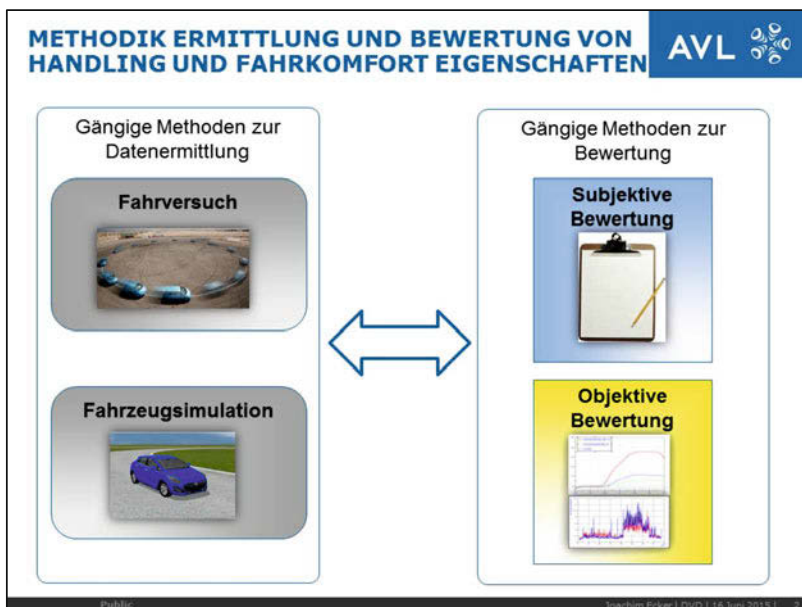 METHODIK ERMITTLUNG UND BEWERTUNG VON
HANDLING UND FAHRKOMFORT EIGENSCHAFTEN
AVL
Gängige Methoden zur
Datenermittlung
Fahrversuch
Fahrzeugsimulation
Gängige Methoden zur
Bewertung
Subjektive
Bewertung
Objektive
Bewertung
Public
Joachim Ecker | DVD | 16 Juni 2015 |